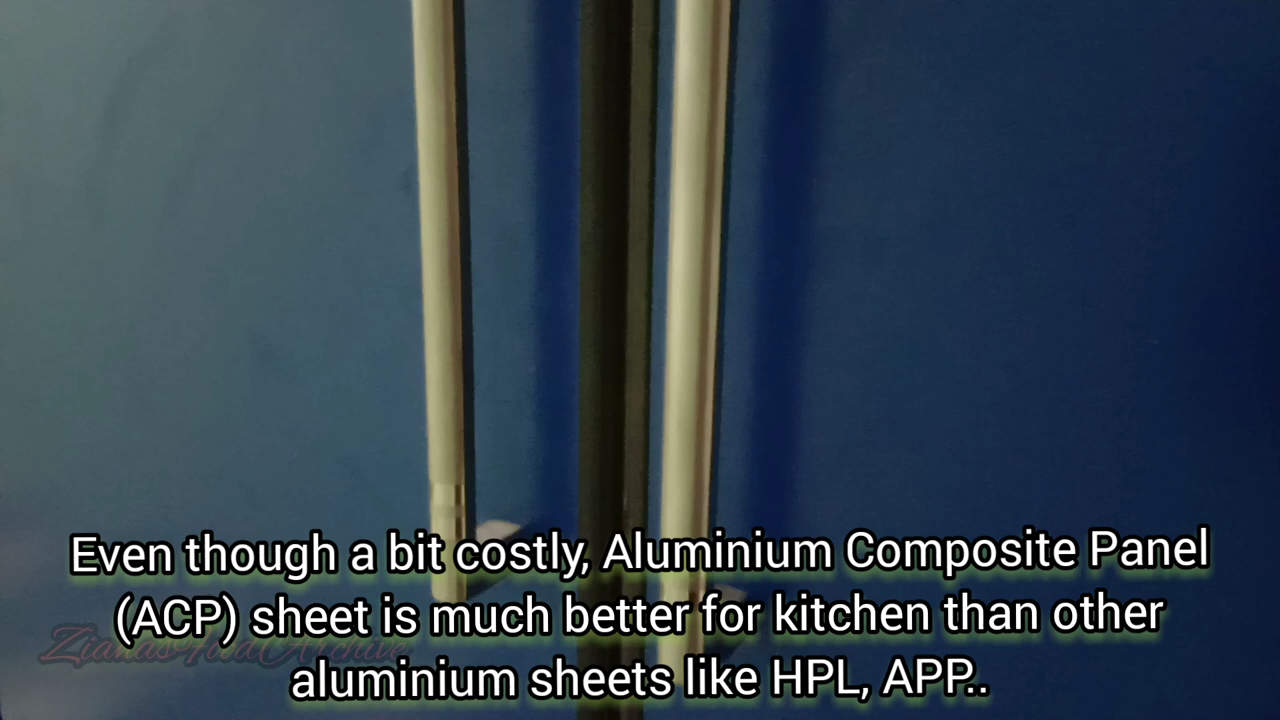 Even though a bit costly, Aluminium Composite Panel
(ACP) sheet is much better for kitchen than other
aluminium sheets like HPL, APP..